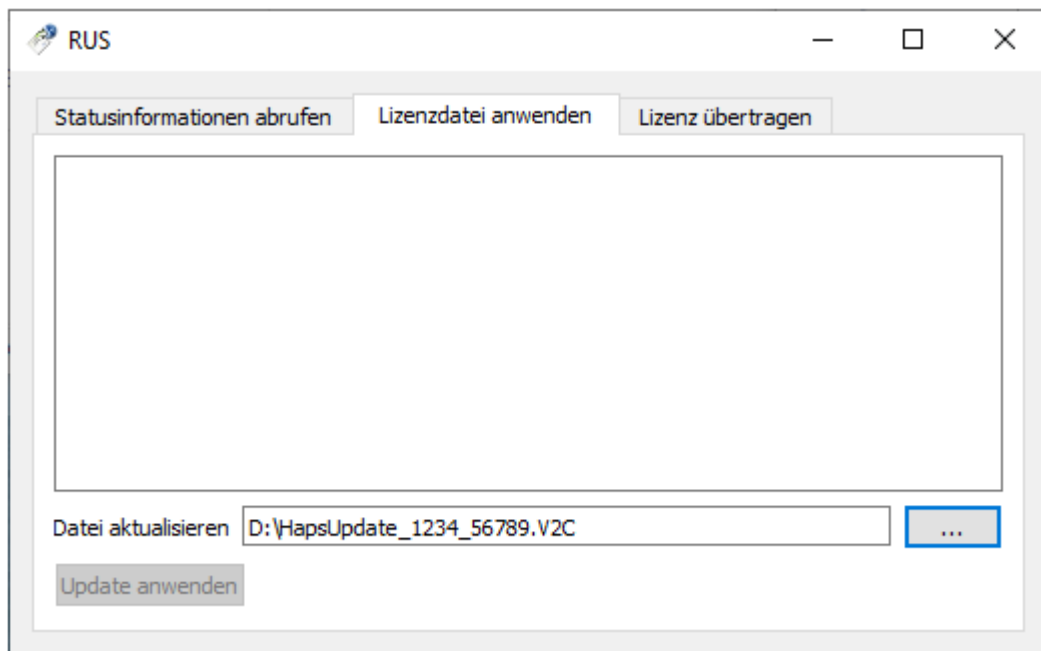 RUS
Statusinformationen abrufen Lizenzdatei anwenden Lizenz übertragen
Datei aktualisieren D:\HapsUpdate_1234_56789.V2C ...
Update anwenden